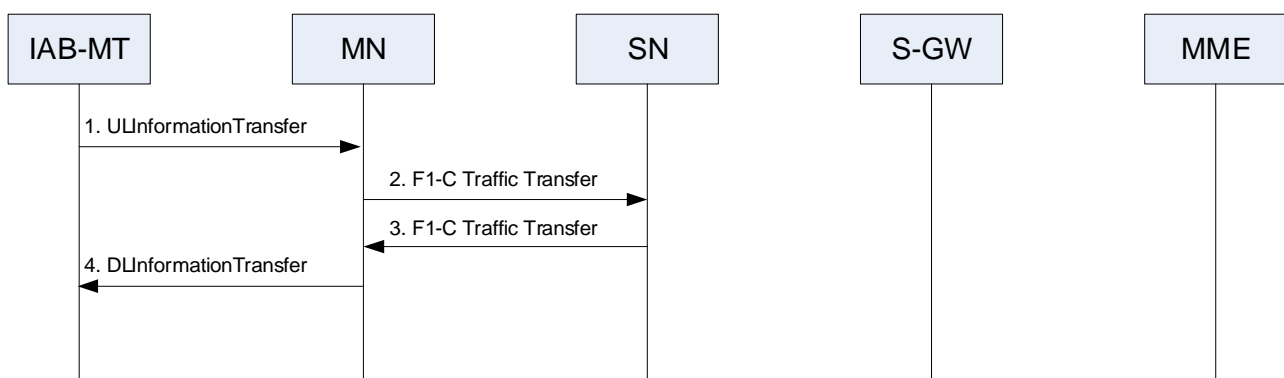 IAB-MT
MN
SN
S-GW
MME
1. ULInformationTransfer
2. F1-C Traffic Transfer
3. F1-C Traffic Transfer
4. DLInformationTransfer